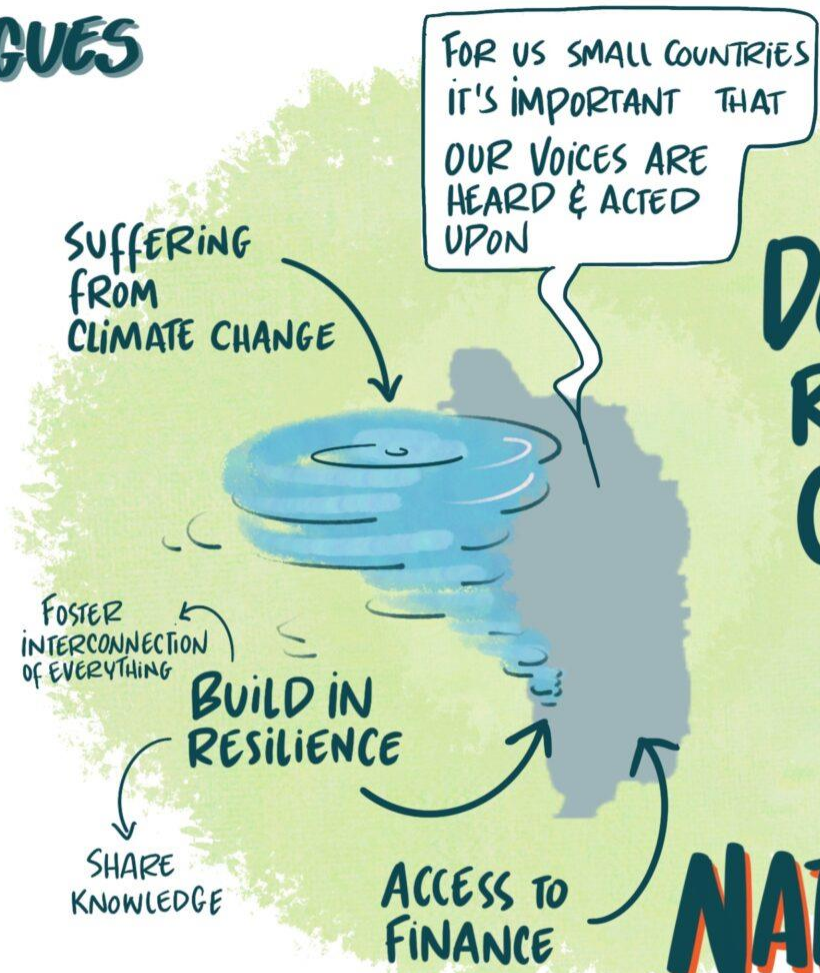 GUES
FOR US SMALL COUNTRIES
IT'S IMPORTANT THAT
OUR VOICES ARE
HEARD & ACTED
UPON
SUFFERING
FROM
CLIMATE CHANGE
FOSTER
INTERCONNECTION
OF EVERYTHING
BUILD IN
RESILIENCE
SHARE
KNOWLEDGE
ACCESS TO
FINANCE
NAT